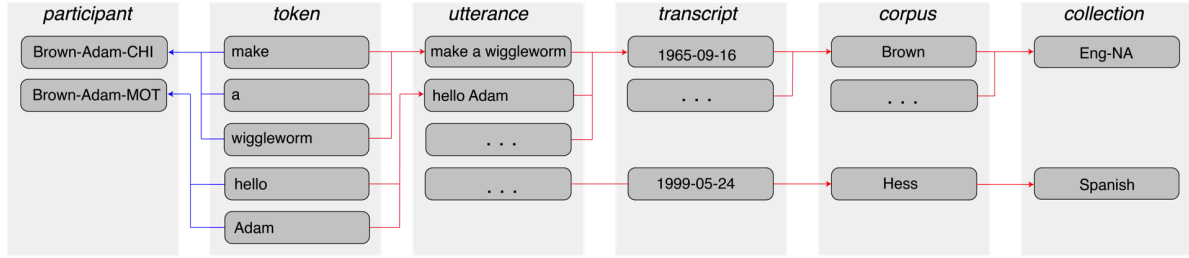 participant
token
utterance
transcript
corpus
collection
Brown-Adam-CHI
make
make a wiggleworm
1965-09-16
Brown
Eng-NA
Brown-Adam-MOT
a
hello Adam
. . .
. . .
wiggleworm
. . .
hello
. . .
1999-05-24
Hess
Spanish
Adam